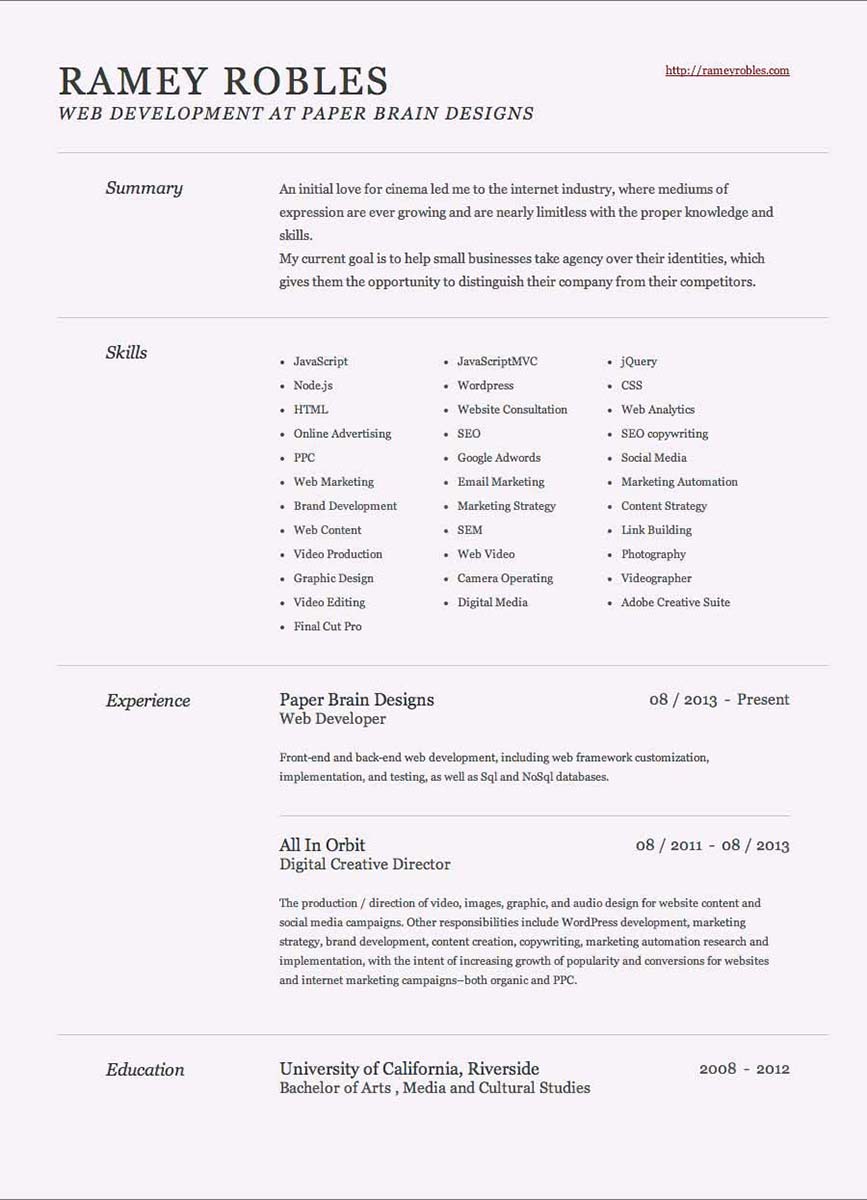 RAMEY ROBLES
http://rameyrobles.com
WEB DEVELOPMENT AT PAPER BRAIN DESIGNS
Summary
An initial love for cinema led me to the internet industry, where mediums of
expression are ever growing and are nearly limitless with the proper knowledge and
skills.
My current goal is to help small businesses take agency over their identities, which
gives them the opportunity to distinguish their company from their competitors.
Skills
• JavaScript
• Node.js
• HTML
• Online Advertising
• PPC
• Web Marketing
• Brand Development
• Web Content
• Video Production
• Graphic Design
• Video Editing
• Final Cut Pro
• JavaScriptMVC
• Wordpress
• Website Consultation
• SEO
• Google Adwords
• Email Marketing
• Marketing Strategy
• SEM
• Web Video
• Camera Operating
• Digital Media
• jQuery
• CSS
• Web Analytics
• SEO copywriting
• Social Media
• Marketing Automation
• Content Strategy
• Link Building
• Photography
• Videographer
• Adobe Creative Suite
Experience
Paper Brain Designs 08 / 2013 - Present
Web Developer
Front-end and back-end web development, including web framework customization,
implementation, and testing, as well as Sql and NoSql databases.
All In Orbit 08 / 2011 - 08 / 2013
Digital Creative Director
The production / direction of video, images, graphic, and audio design for website content and
social media campaigns. Other responsibilities include WordPress development, marketing
strategy, brand development, content creation, copywriting, marketing automation research and
implementation, with the intent of increasing growth of popularity and conversions for websites
and internet marketing campaigns–both organic and PPC.
Education
University of California, Riverside 2008 - 2012
Bachelor of Arts , Media and Cultural Studies